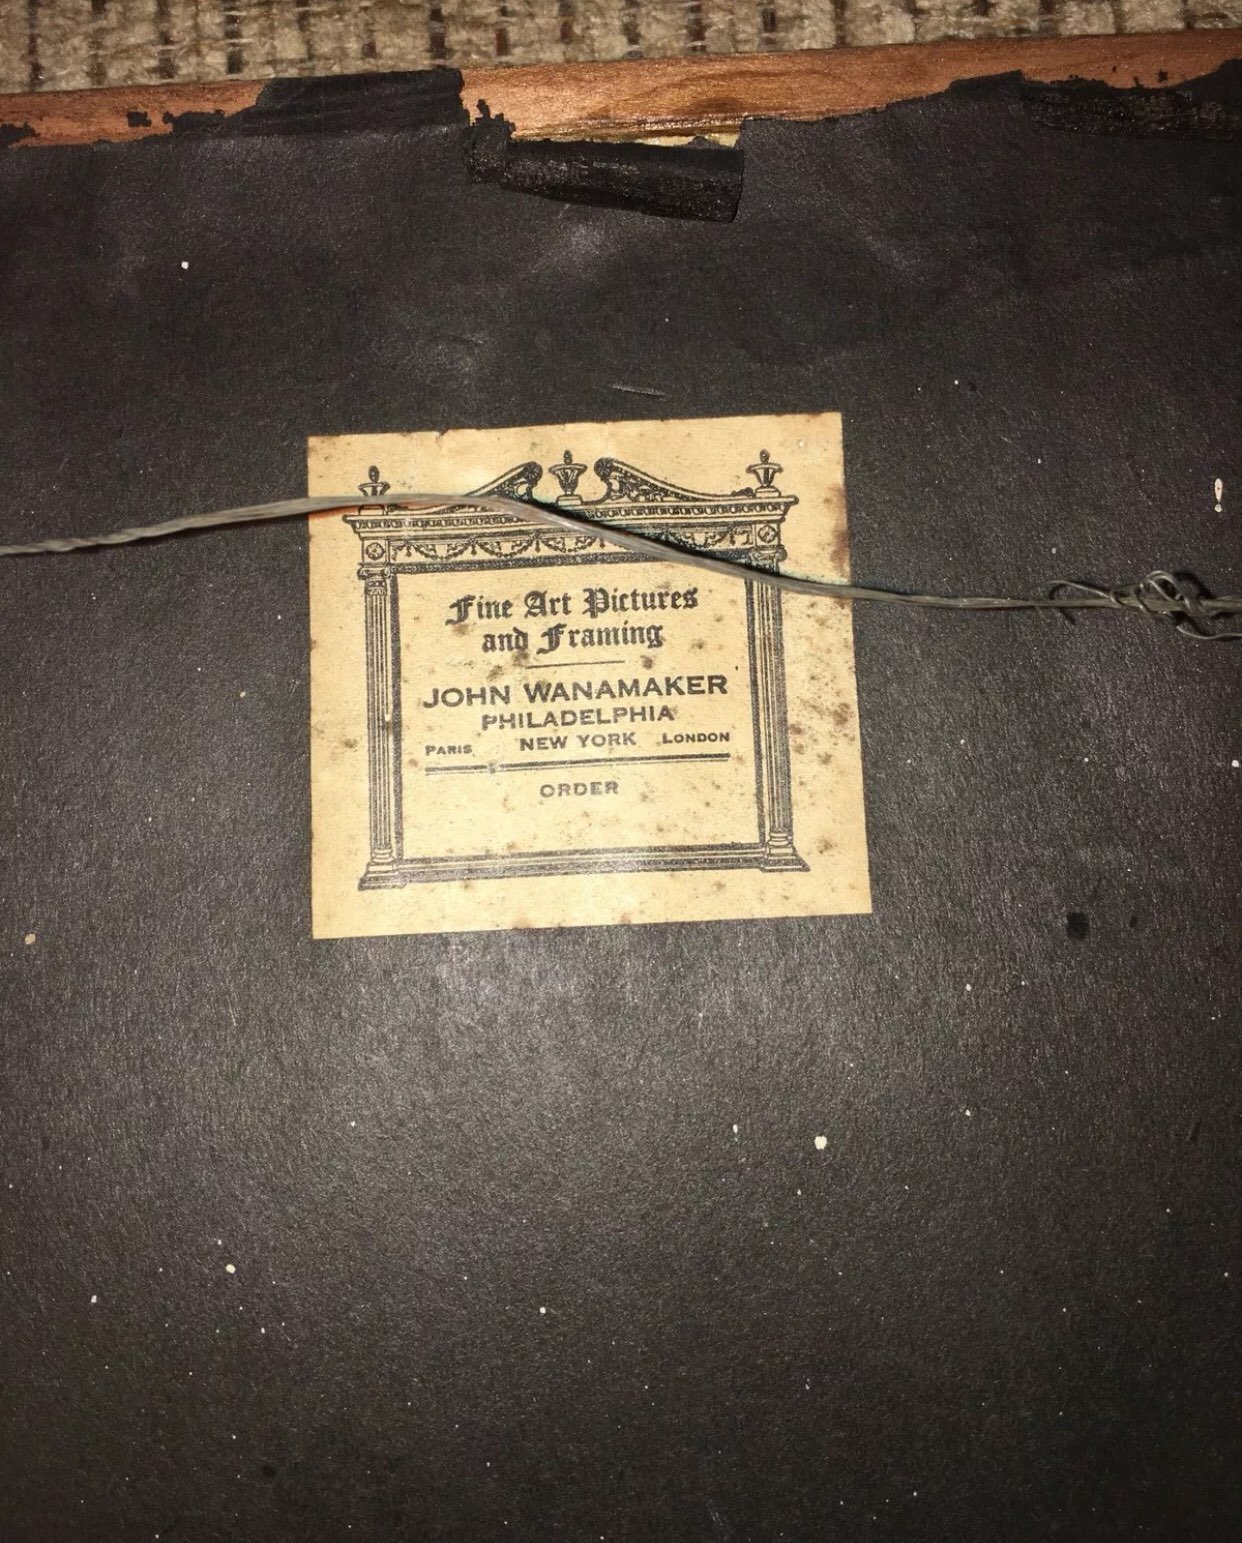 Fine Art Pictures
and Framing
JOHN WANAMAKER
PHILADELPHIA
PARIS NEW YORK LONDON
ORDER